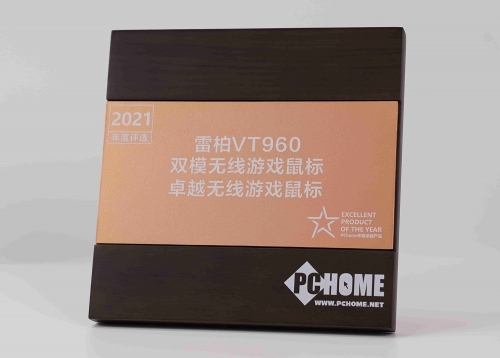 2021
年度评选
雷柏VT960
双模无线游戏鼠标
卓越无线游戏鼠标
EXCELLENT
PRODUCT
OF THE YEAR
PCHOME
WWW.PCHOME.NET